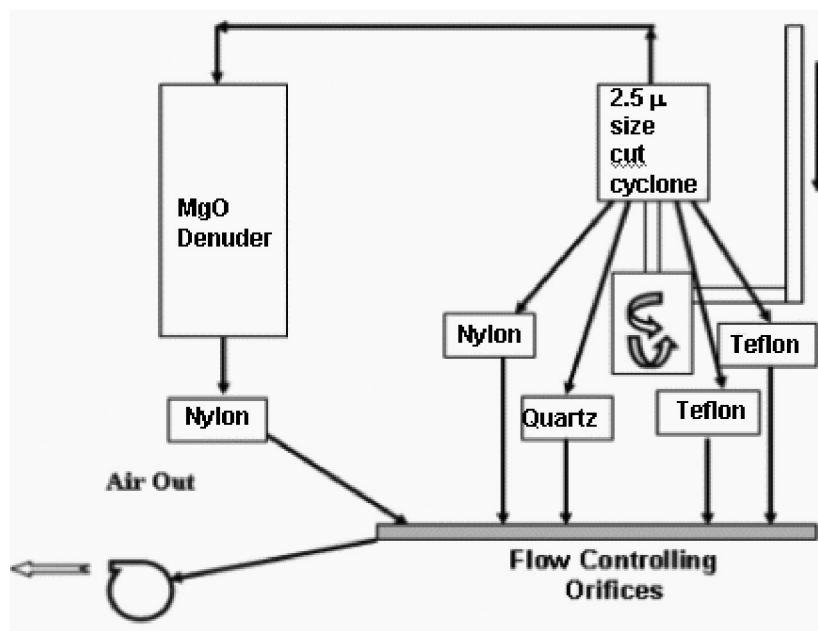 2.5 μ
size
cut
cyclone
MgO
Denuder
Nylon
Teflon
Nylon
Quartz
Teflon
Air Out
Flow Controlling
Orifices